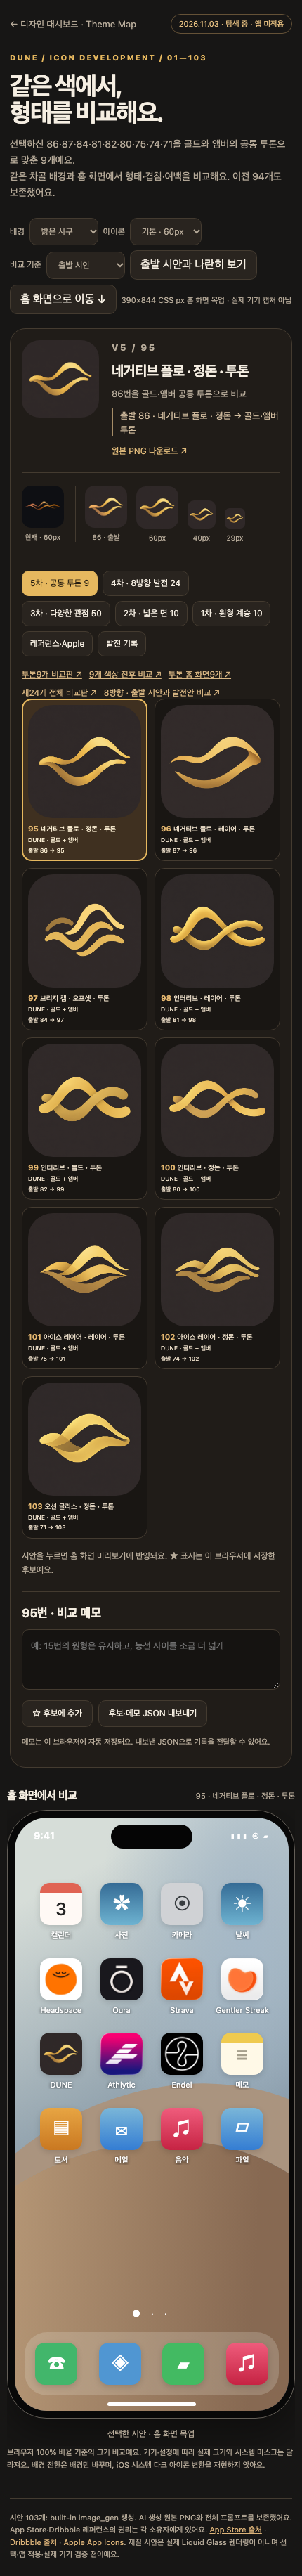 ← 디자인 대시보드 · Theme Map
2026.11.03 · 탐색 중 · 앱 미적용
DUNE / ICON DEVELOPMENT / 01—103
같은 색에서,
형태를 비교해요.
선택하신 86·87·84·81·82·80·75·74·71을 골드와 앰버의 공통 투톤으
로 맞춘 9개예요.
같은 차콜 배경과 홈 화면에서 형태·겹침·여백을 비교해요. 이전 94개도
보존했어요.
배경 밝은 사구 아이콘 기본 · 60px
비교 기준 출발 시안 출발 시안과 나란히 보기
홈 화면으로 이동 ↓ 390×844 CSS px 홈 화면 목업 · 실제 기기 캡처 아님
V5 / 95
네거티브 플로 · 정돈 · 투톤
86번을 골드·앰버 공통 투톤으로 비교
출발 86 · 네거티브 플로 · 정돈 → 골드·앰버
투톤
원본 PNG 다운로드 ↗
현재 · 60px
86 · 출발
60px
40px
29px
5차 · 공통 투톤 9
4차 · 8방향 발전 24
3차 · 다양한 관점 50
2차 · 넓은 면 10
1차 · 원형 계승 10
레퍼런스·Apple
발전 기록
투톤9개 비교판 ↗ 9개 색상 전후 비교 ↗ 투톤 홈 화면9개 ↗
새24개 전체 비교판 ↗ 8방향 · 출발 시안과 발전안 비교 ↗
95 네거티브 플로 · 정돈 · 투톤
DUNE · 골드 + 앰버
출발 86 → 95
96 네거티브 플로 · 레이어 · 투톤
DUNE · 골드 + 앰버
출발 87 → 96
97 브리지 갭 · 오프셋 · 투톤
DUNE · 골드 + 앰버
출발 84 → 97
98 인터리브 · 레이어 · 투톤
DUNE · 골드 + 앰버
출발 81 → 98
99 인터리브 · 볼드 · 투톤
DUNE · 골드 + 앰버
출발 82 → 99
100 인터리브 · 정돈 · 투톤
DUNE · 골드 + 앰버
출발 80 → 100
101 아이스 레이어 · 레이어 · 투톤
DUNE · 골드 + 앰버
출발 75 → 101
102 아이스 레이어 · 정돈 · 투톤
DUNE · 골드 + 앰버
출발 74 → 102
103 오션 글라스 · 정돈 · 투톤
DUNE · 골드 + 앰버
출발 71 → 103
시안을 누르면 홈 화면 미리보기에 반영돼요. ★ 표시는 이 브라우저에 저장한
후보예요.
95번 · 비교 메모
예: 15번의 원형은 유지하고, 능선 사이를 조금 더 넓게
☆ 후보에 추가
후보·메모 JSON 내보내기
메모는 이 브라우저에 자동 저장돼요. 내보낸 JSON으로 기록을 전달할 수 있어요.
홈 화면에서 비교
95 · 네거티브 플로 · 정돈 · 투톤
9:41
3
캘린더 사진 카메라 날씨
Headspace Oura Strava Gentler Streak
DUNE Athlytic Endel 메모
도서 메일 음악 파일
선택한 시안 · 홈 화면 목업
브라우저 100% 배율 기준의 크기 비교예요. 기기·설정에 따라 실제 크기와 시스템 마스크는 달
라져요. 배경 전환은 배경만 바꾸며, iOS 시스템 다크 아이콘 변환을 재현하지 않아요.
시안 103개: built-in image_gen 생성. AI 생성 원본 PNG와 전체 프롬프트를 보존했어요.
App Store·Dribbble 레퍼런스의 권리는 각 소유자에게 있어요. App Store 출처 ·
Dribbble 출처 · Apple App Icons. 재질 시안은 실제 Liquid Glass 렌더링이 아니며 선
택·앱 적용·실제 기기 검증 전이에요.